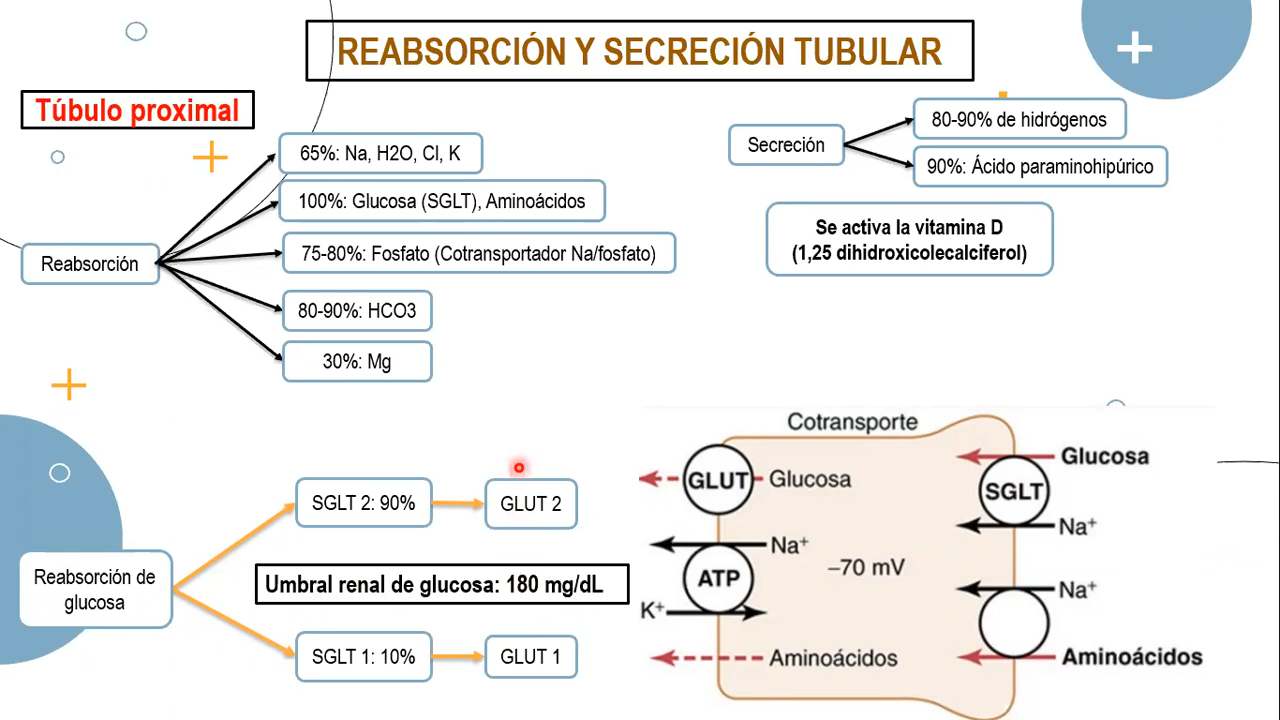 REABSORCIÓN Y SECRECIÓN TUBULAR
Túbulo proximal
Reabsorción
65%: Na, H2O, Cl, K
100%: Glucosa (SGLT), Aminoácidos
75-80%: Fosfato (Cotransportador Na/fosfato)
80-90%: HCO3
30%: Mg
Secreción
80-90% de hidrógenos
90%: Ácido paraminohipúrico
Se activa la vitamina D
(1,25 dihidroxicolecalciferol)
Reabsorción de
glucosa
SGLT 2: 90%
GLUT 2
Umbral renal de glucosa: 180 mg/dL
SGLT 1: 10%
GLUT 1
Cotransporte
GLUT
Glucosa
Glucosa
SGLT
Na⁺
Na⁺
ATP
–70 mV
K⁺
Na⁺
Aminoácidos
Aminoácidos